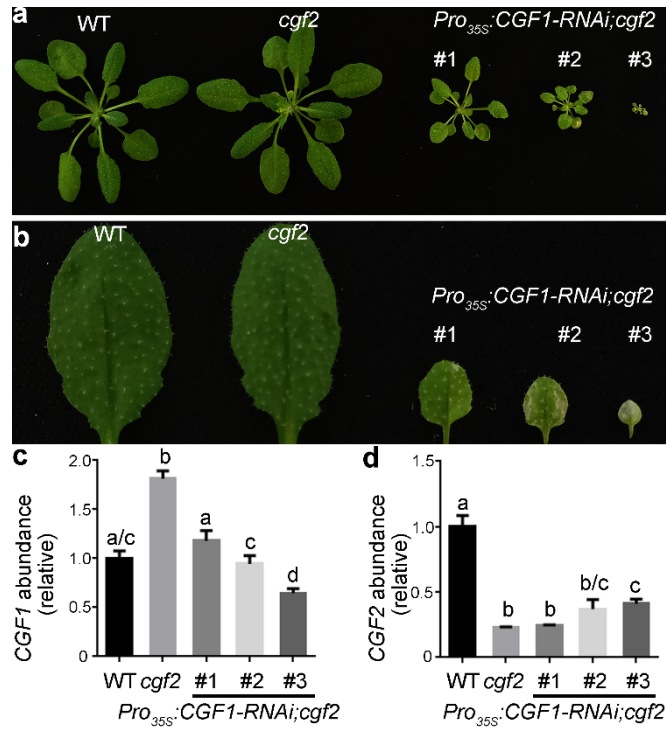 a
WT
cgf2
Pro35S:CGF1-RNAi;cgf2
#1
#2
#3
b
WT
cgf2
Pro35S:CGF1-RNAi;cgf2
#1
#2
#3
c
CGF1 abundance
(relative)
2.0
1.5
1.0
0.5
0
a/c
b
a
c
d
WT cgf2 #1 #2 #3
Pro35S:CGF1-RNAi;cgf2
d
CGF2 abundance
(relative)
1.5
1.0
0.5
0
a
b
b
b/c
c
WT cgf2 #1 #2 #3
Pro35S:CGF1-RNAi;cgf2